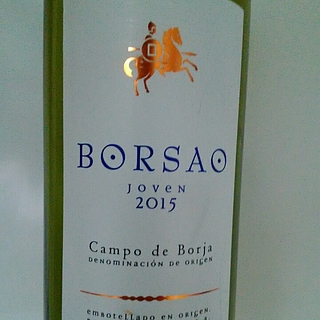 BORSAO
JOVEN
2015
Campo de Borja
DENOMINACIÓN DE ORIGEN
EMBOTELLADO EN ORIGEN: